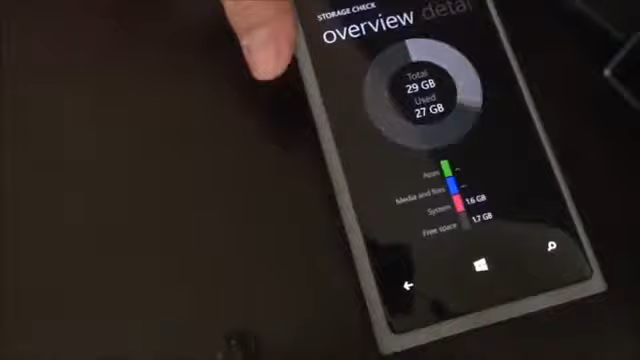 STORAGE CHECK
overview detai
Total
29 GB
Used
27 GB
Apps --
Media and files --
System 1.6 GB
Free space 1.7 GB